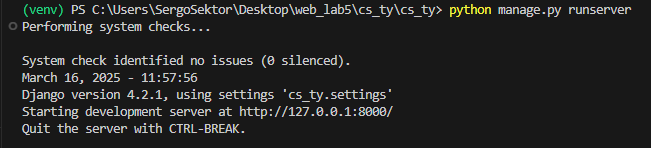 (venv) PS C:\Users\SergoSektor\Desktop\web_lab5\cs_ty\cs_ty> python manage.py runserver
Performing system checks...

System check identified no issues (0 silenced).
March 16, 2025 - 11:57:56
Django version 4.2.1, using settings 'cs_ty.settings'
Starting development server at http://127.0.0.1:8000/
Quit the server with CTRL-BREAK.